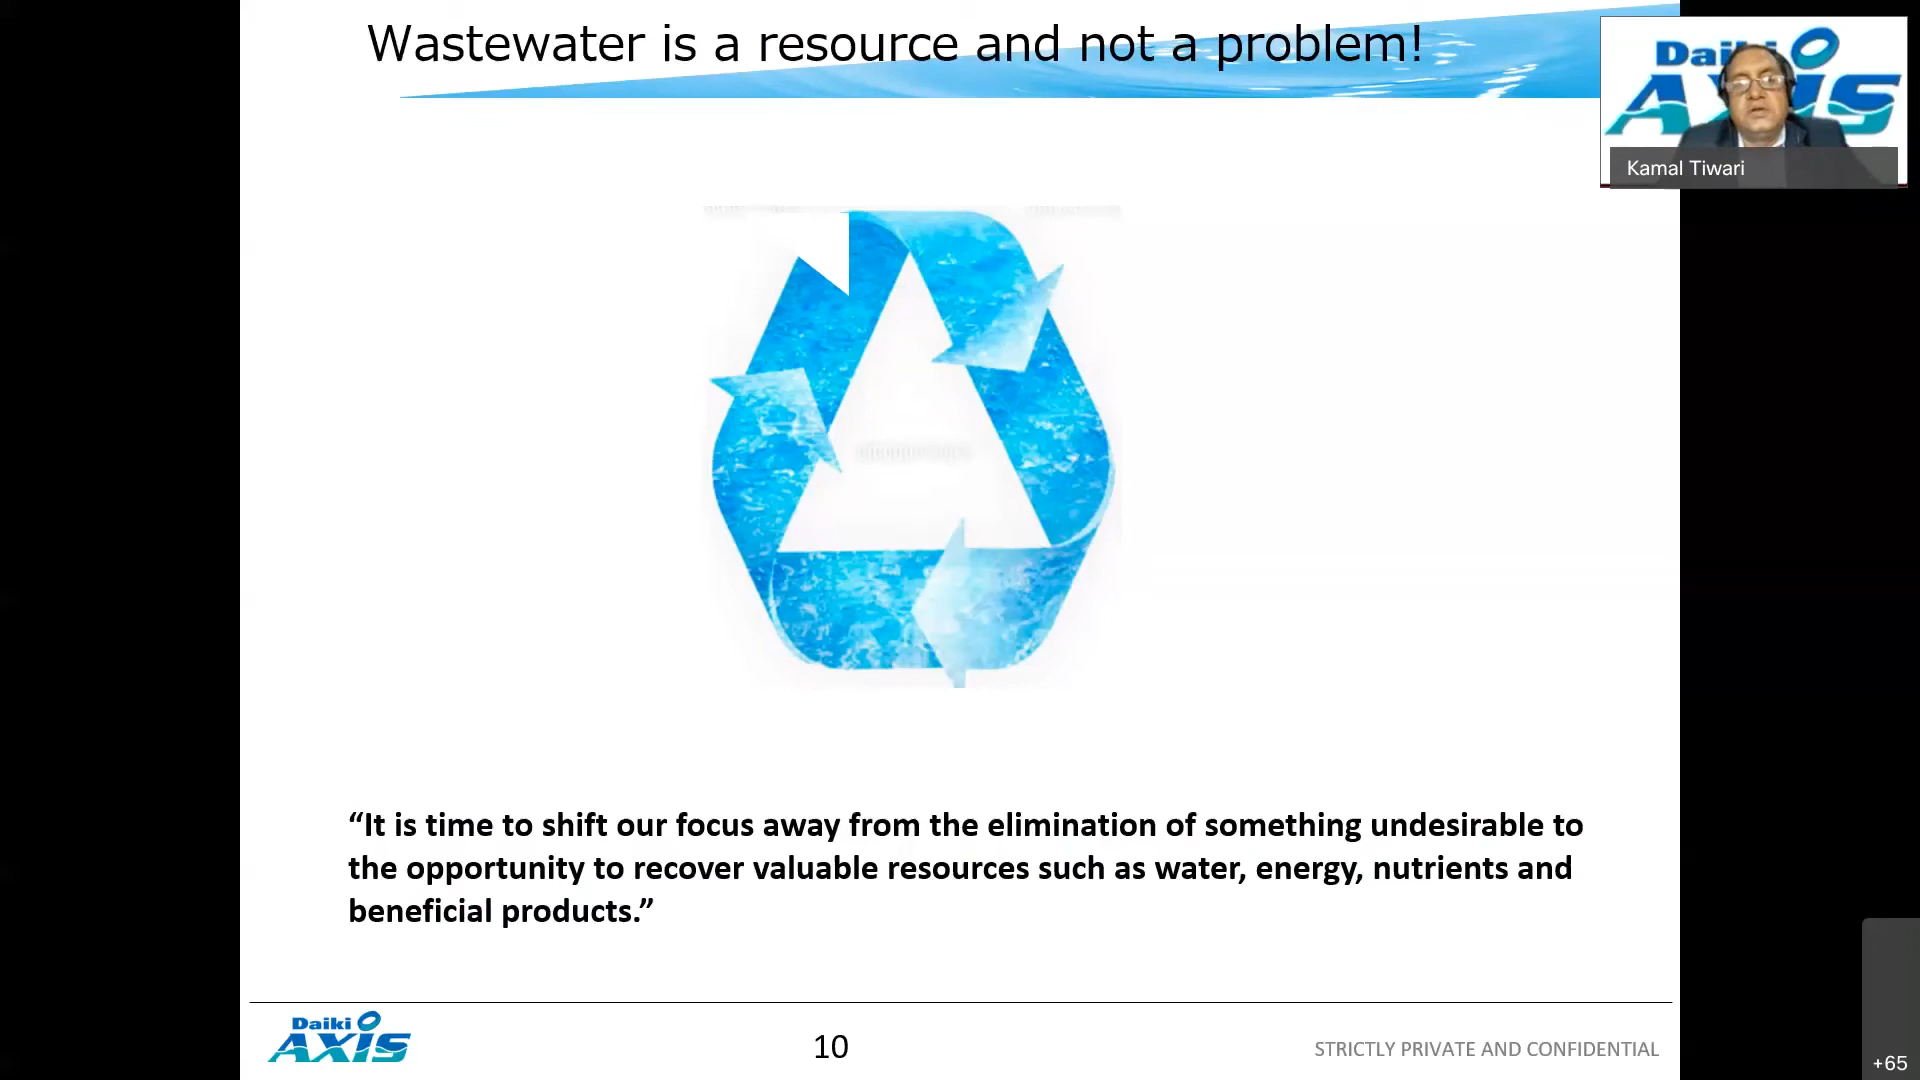 Wastewater is a resource and not a problem!
Daiki
AXIS
Kamal Tiwari
“It is time to shift our focus away from the elimination of something undesirable to
the opportunity to recover valuable resources such as water, energy, nutrients and
beneficial products.”
Daiki
AXIS
10
STRICTLY PRIVATE AND CONFIDENTIAL
+65